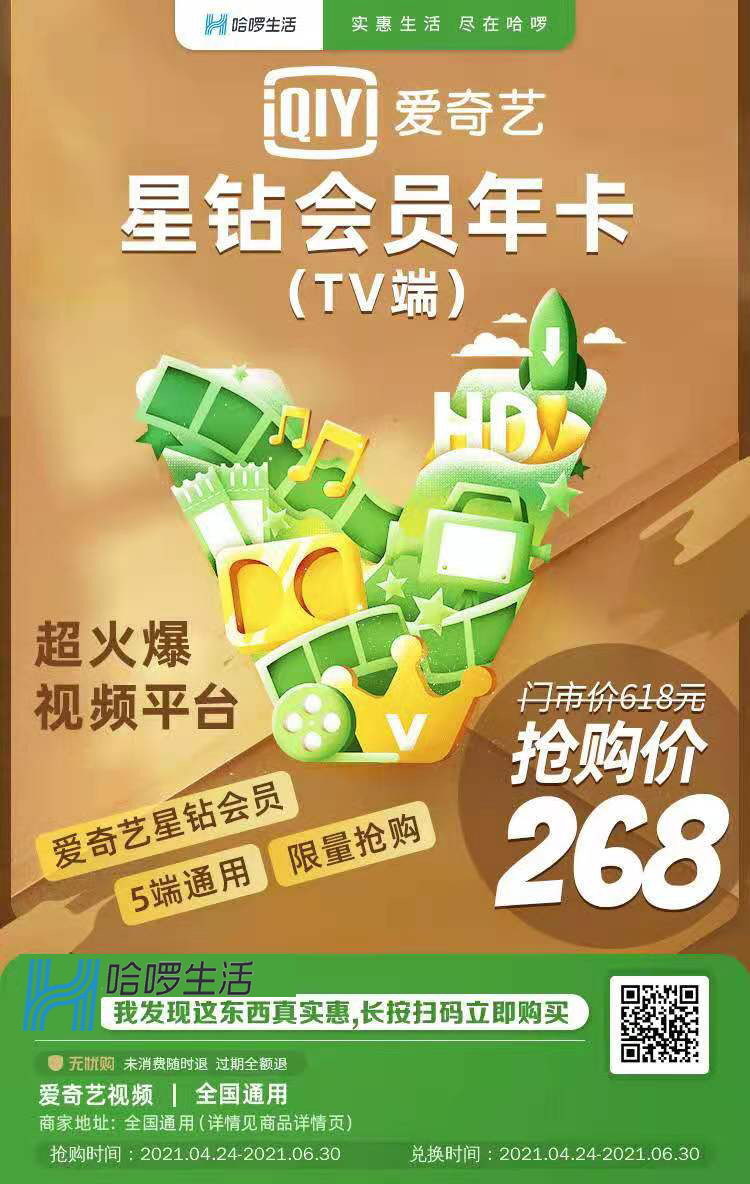 哈啰生活
实惠生活 尽在哈啰
iQIYI 爱奇艺
星钻会员年卡
(TV端)
HD
V
超火爆
视频平台
门市价618元
抢购价
268
爱奇艺星钻会员
5端通用
限量抢购
哈啰生活
我发现这东西真实惠,长按扫码立即购买
无忧购 未消费随时退 过期全额退
爱奇艺视频 | 全国通用
商家地址: 全国通用(详情见商品详情页)
抢购时间：2021.04.24-2021.06.30
兑换时间：2021.04.24-2021.06.30